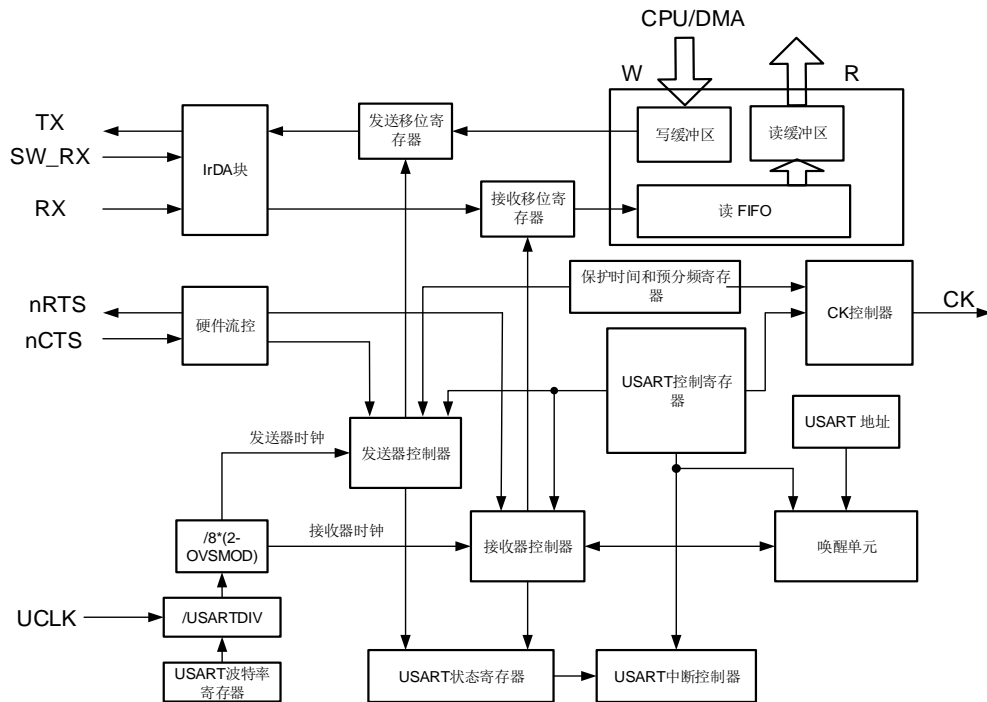 CPU/DMA
W
R
TX
SW_RX
RX
IrDA块
发送移位寄
存器
写缓冲区
读缓冲区
接收移位寄
存器
读 FIFO
nRTS
nCTS
硬件流控
保护时间和预分频寄存
器
CK控制器
CK
USART控制寄存
器
USART 地址
发送器时钟
发送器控制器
/8*(2-
OVSMOD)
接收器时钟
接收器控制器
唤醒单元
UCLK
/USARTDIV
USART波特率
寄存器
USART状态寄存器
USART中断控制器